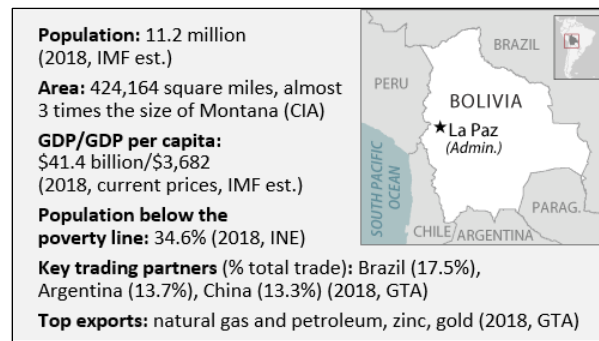 Population: 11.2 million
(2018, IMF est.)
Area: 424,164 square miles, almost
3 times the size of Montana (CIA)
GDP/GDP per capita:
$41.4 billion/$3,682
(2018, current prices, IMF est.)
Population below the
poverty line: 34.6% (2018, INE)
Key trading partners (% total trade): Brazil (17.5%),
Argentina (13.7%), China (13.3%) (2018, GTA)
Top exports: natural gas and petroleum, zinc, gold (2018, GTA)
BRAZIL
PERU
BOLIVIA
★La Paz
(Admin.)
SOUTH PACIFIC
OCEAN
PARAG.
CHILE
ARGENTINA